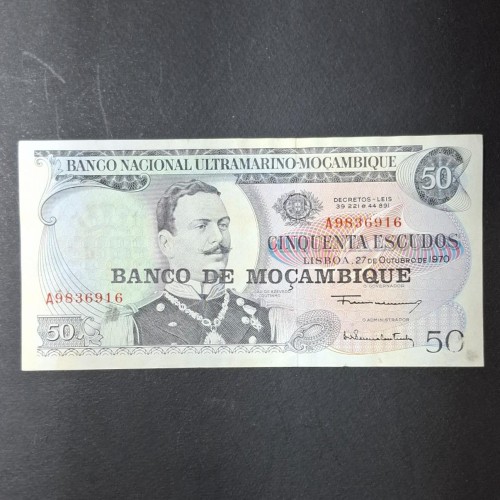 BANCO NACIONAL ULTRAMARINO-MOÇAMBIQUE
50
DECRETOS-LEIS
39 221 e 44 891
A9836916
CINQUENTA ESCUDOS
LISBOA, 27 DE OUTUBRO DE 1970
BANCO DE MOÇAMBIQUE
O GOVERNADOR
A9836916
O ADMINISTRADOR
50
50